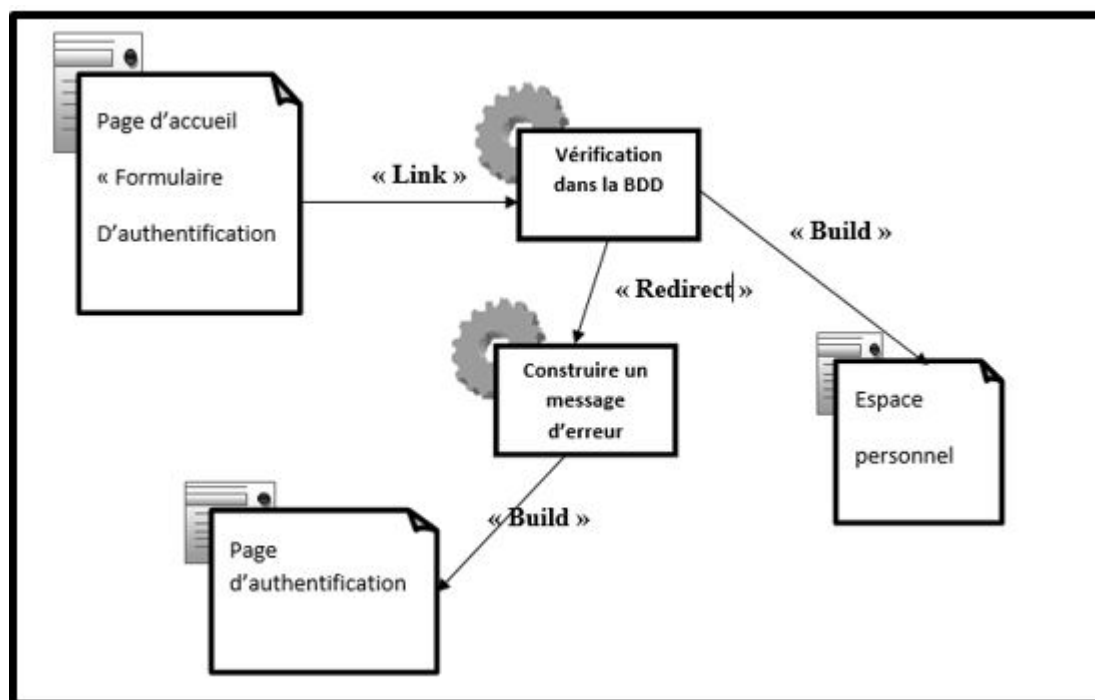 Page d'accueil
« Formulaire
D'authentification
« Link »
Vérification
dans la BDD
« Build »
« Redirect »
Construire un
message
d'erreur
Espace
personnel
« Build »
Page
d'authentification